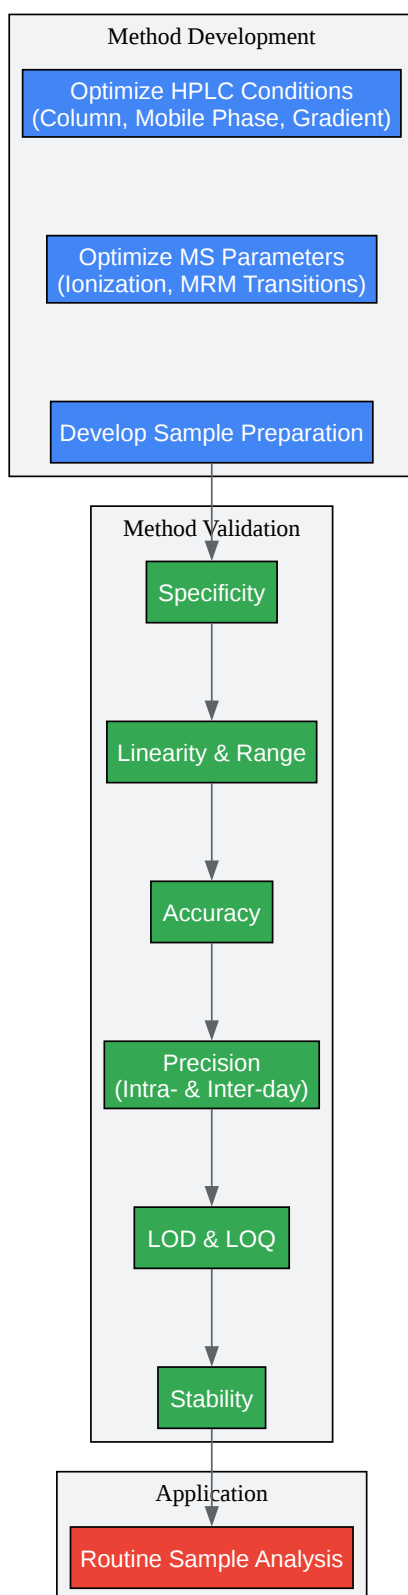 Method Development
Optimize HPLC Conditions
(Column, Mobile Phase, Gradient)
Optimize MS Parameters
(Ionization, MRM Transitions)
Develop Sample Preparation
Method Validation
Specificity
Linearity & Range
Accuracy
Precision
(Intra- & Inter-day)
LOD & LOQ
Stability
Application
Routine Sample Analysis